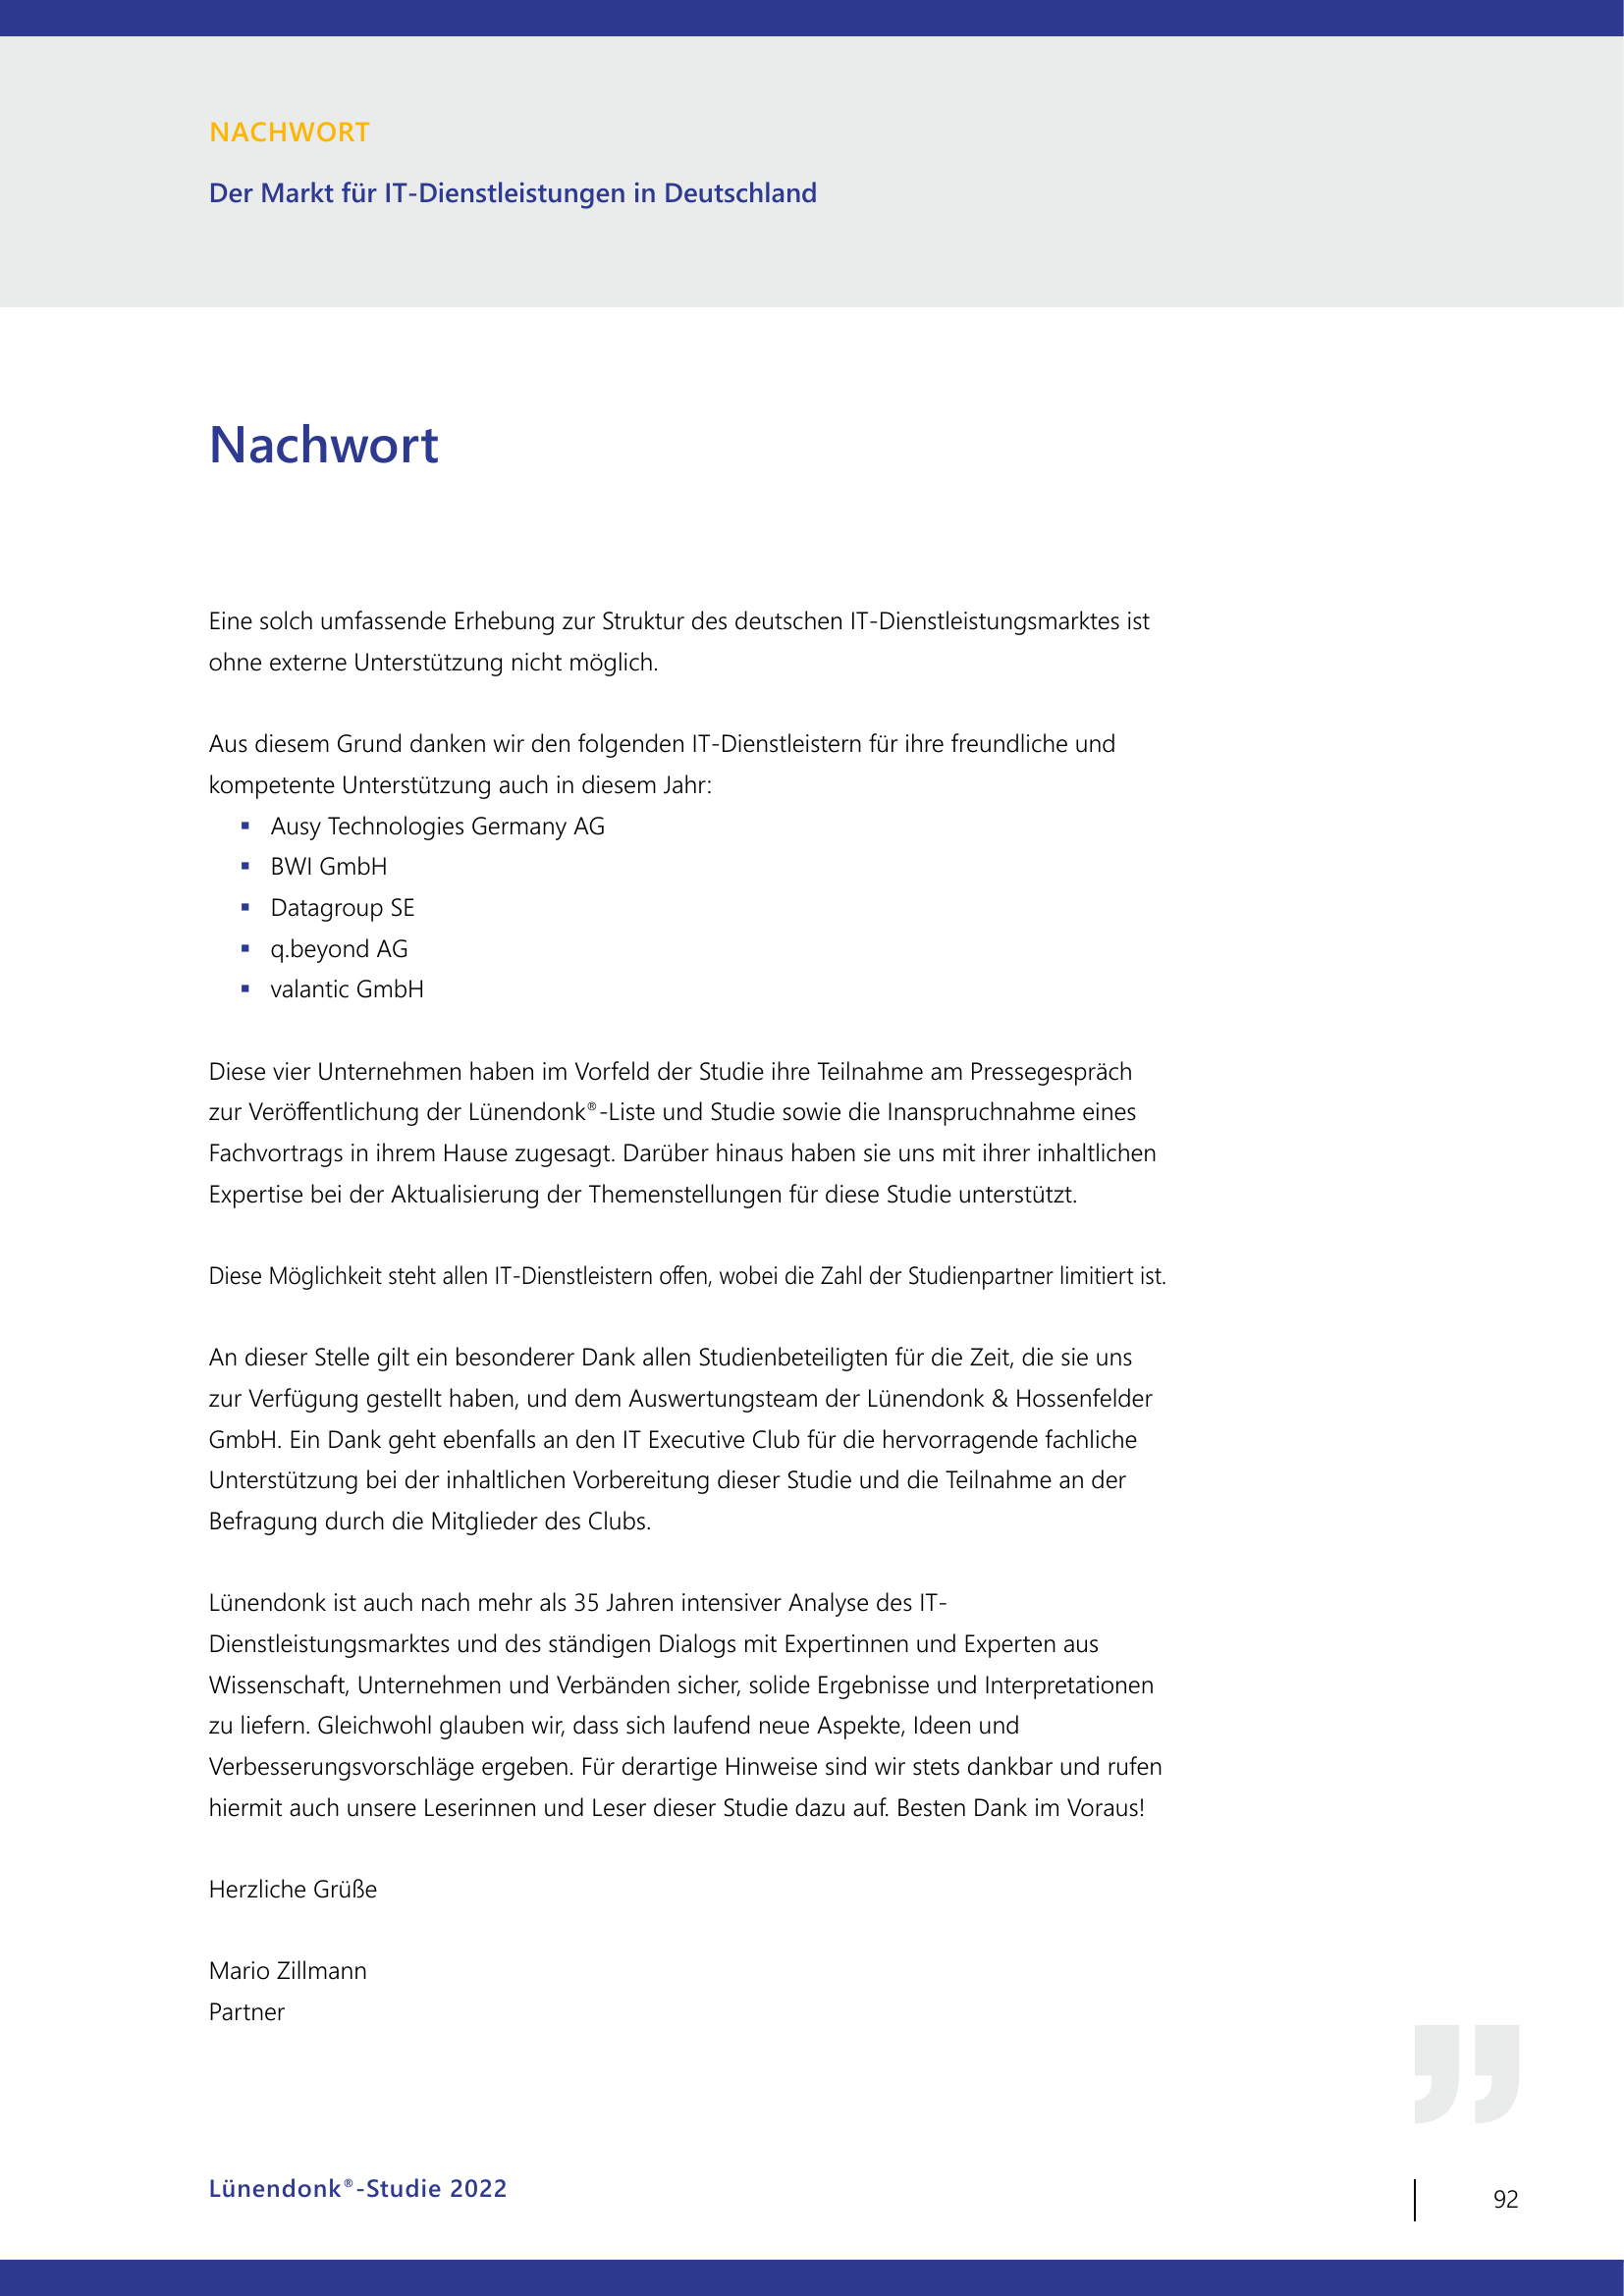 NACHWORT
Der Markt für IT-Dienstleistungen in Deutschland
Nachwort
Eine solch umfassende Erhebung zur Struktur des deutschen IT-Dienstleistungsmarktes ist
ohne externe Unterstützung nicht möglich.
Aus diesem Grund danken wir den folgenden IT-Dienstleistern für ihre freundliche und
kompetente Unterstützung auch in diesem Jahr:
▪ Ausy Technologies Germany AG
▪ BWI GmbH
▪ Datagroup SE
▪ q.beyond AG
▪ valantic GmbH
Diese vier Unternehmen haben im Vorfeld der Studie ihre Teilnahme am Pressegespräch
zur Veröffentlichung der Lünendonk®-Liste und Studie sowie die Inanspruchnahme eines
Fachvortrags in ihrem Hause zugesagt. Darüber hinaus haben sie uns mit ihrer inhaltlichen
Expertise bei der Aktualisierung der Themenstellungen für diese Studie unterstützt.
Diese Möglichkeit steht allen IT-Dienstleistern offen, wobei die Zahl der Studienpartner limitiert ist.
An dieser Stelle gilt ein besonderer Dank allen Studienbeteiligten für die Zeit, die sie uns
zur Verfügung gestellt haben, und dem Auswertungsteam der Lünendonk & Hossenfelder
GmbH. Ein Dank geht ebenfalls an den IT Executive Club für die hervorragende fachliche
Unterstützung bei der inhaltlichen Vorbereitung dieser Studie und die Teilnahme an der
Befragung durch die Mitglieder des Clubs.
Lünendonk ist auch nach mehr als 35 Jahren intensiver Analyse des IT-
Dienstleistungsmarktes und des ständigen Dialogs mit Expertinnen und Experten aus
Wissenschaft, Unternehmen und Verbänden sicher, solide Ergebnisse und Interpretationen
zu liefern. Gleichwohl glauben wir, dass sich laufend neue Aspekte, Ideen und
Verbesserungsvorschläge ergeben. Für derartige Hinweise sind wir stets dankbar und rufen
hiermit auch unsere Leserinnen und Leser dieser Studie dazu auf. Besten Dank im Voraus!
Herzliche Grüße
Mario Zillmann
Partner
Lünendonk®-Studie 2022
92